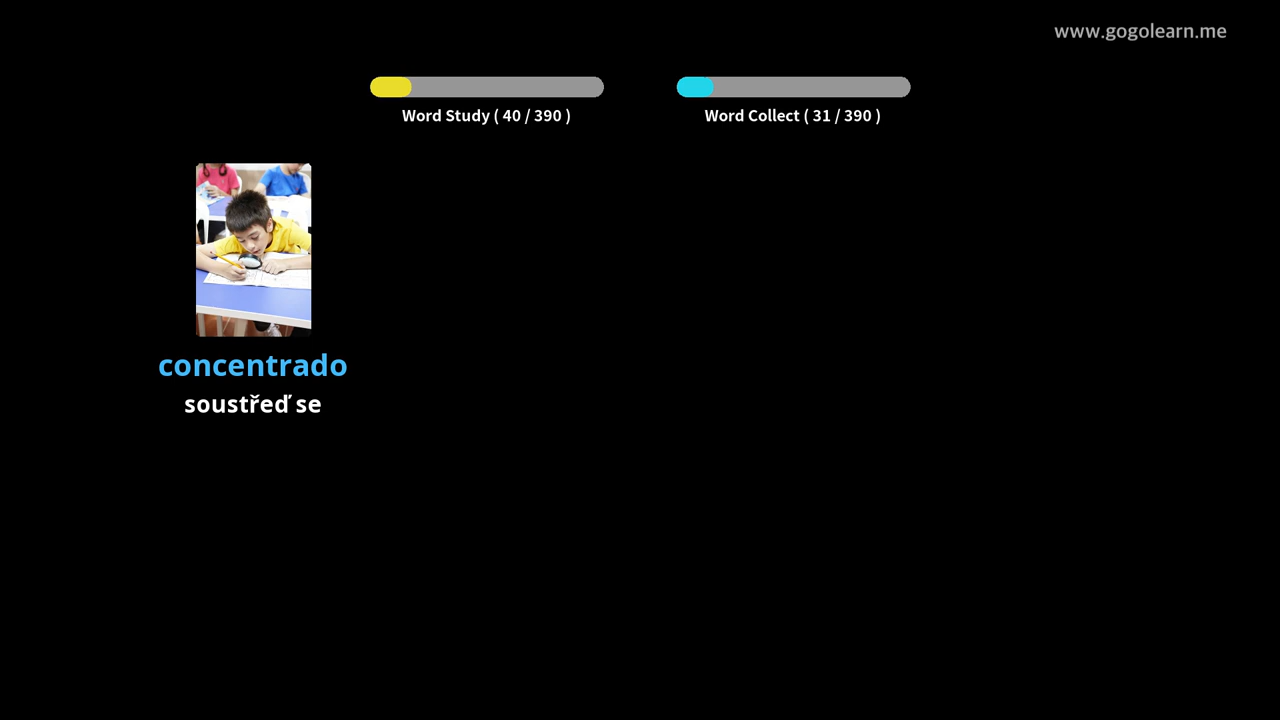 www.gogolearn.me
Word Study ( 40 / 390 )
Word Collect ( 31 / 390 )
concentrado
soustřeď se